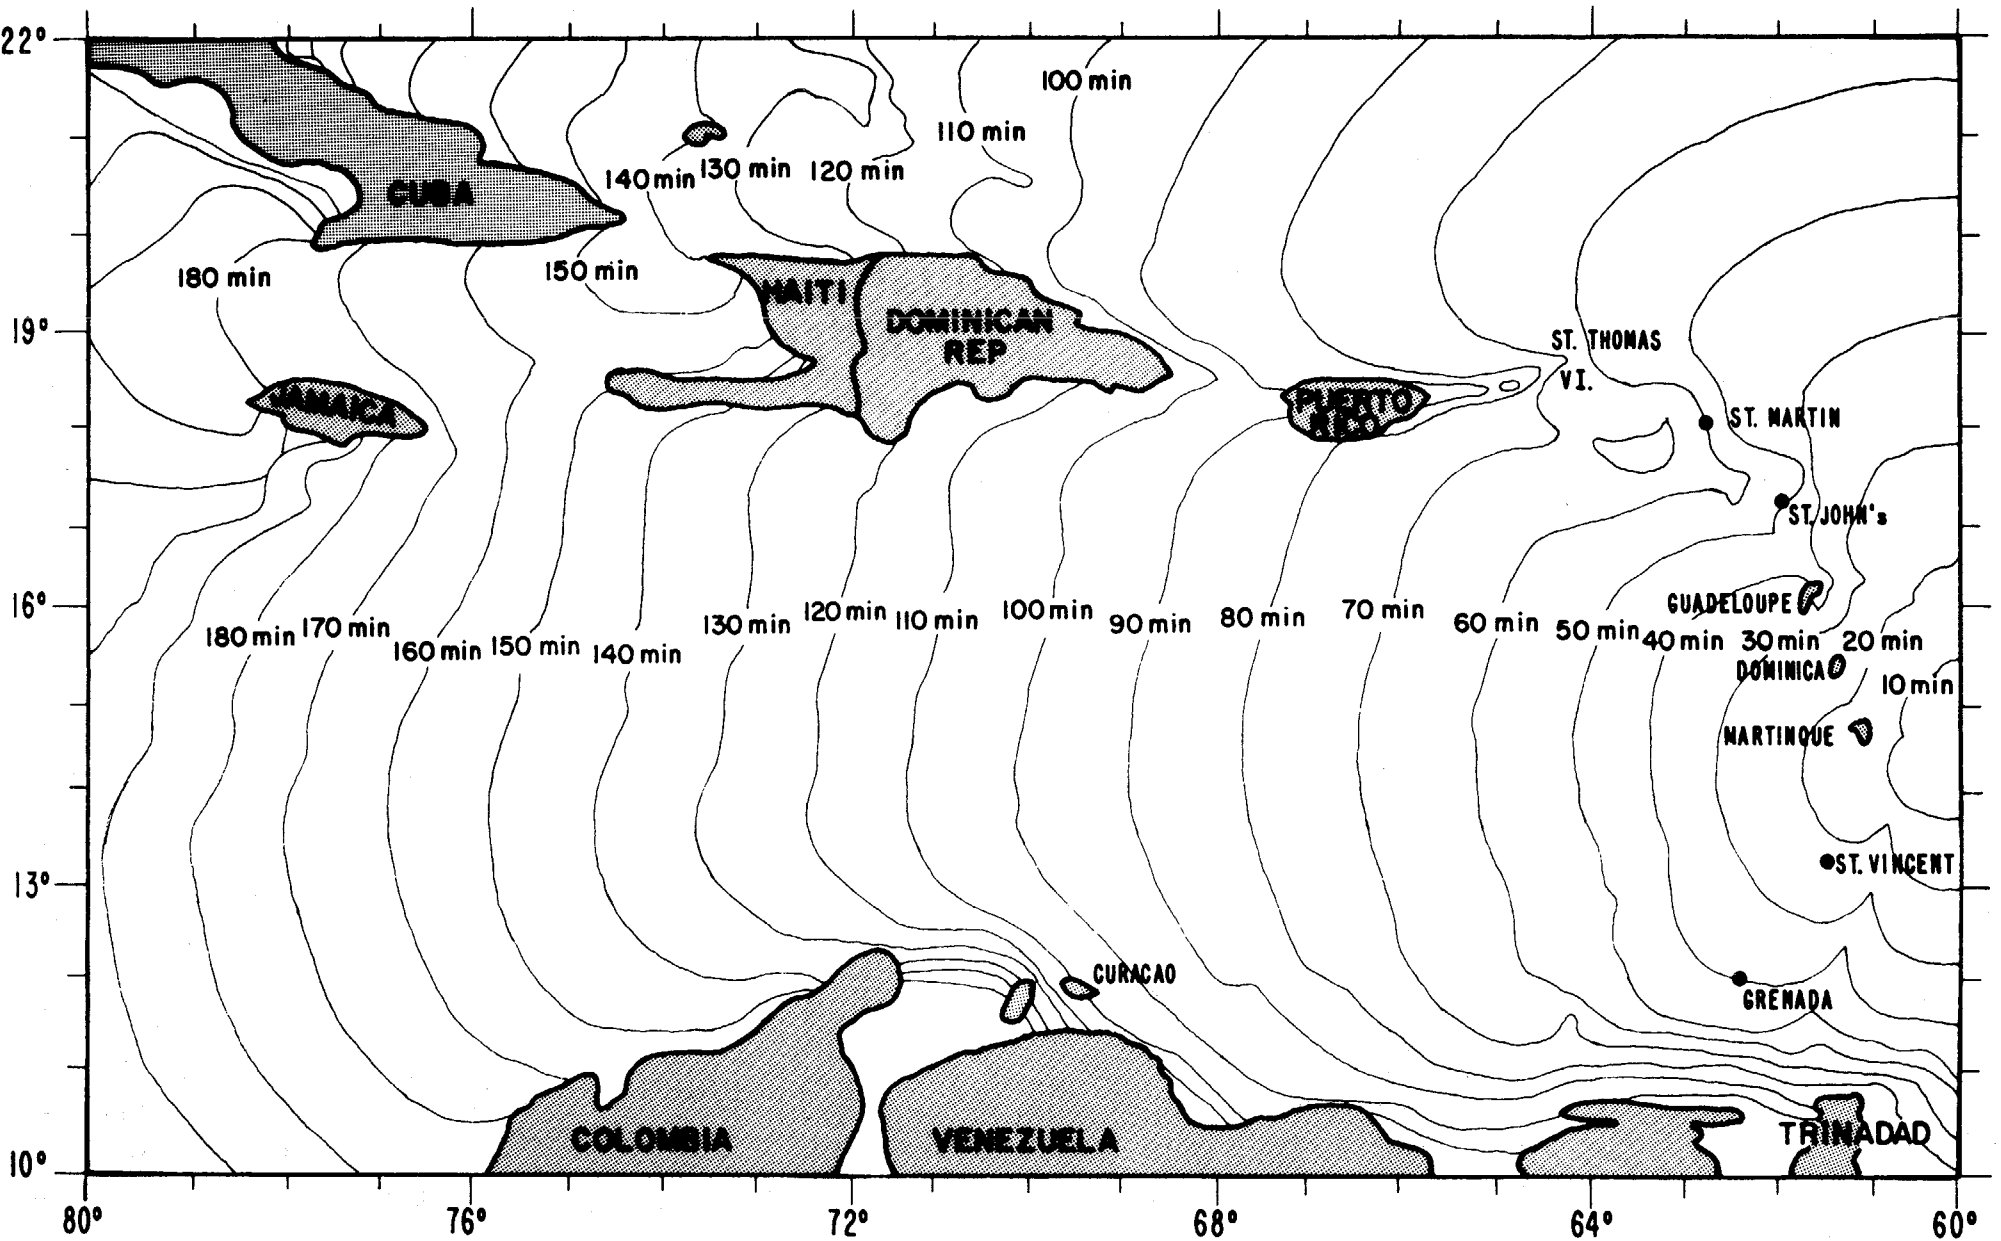 22°
100 min
110 min
140 min 130 min 120 min
CUBA
180 min
150 min
HAITI
DOMINICAN
REP
19°
ST. THOMAS
VI.
JAMAICA
PUERTO
RICO
ST. MARTIN
ST. JOHN's
16°
GUADELOUPE
180 min 170 min 160 min 150 min 140 min 130 min 120 min 110 min 100 min 90 min 80 min 70 min 60 min 50 min 40 min 30 min 20 min
DOMINICA
10 min
MARTINQUE
13°
ST. VINCENT
CURACAO
GRENADA
COLOMBIA
VENEZUELA
TRINADAD
10°
80° 76° 72° 68° 64° 60°